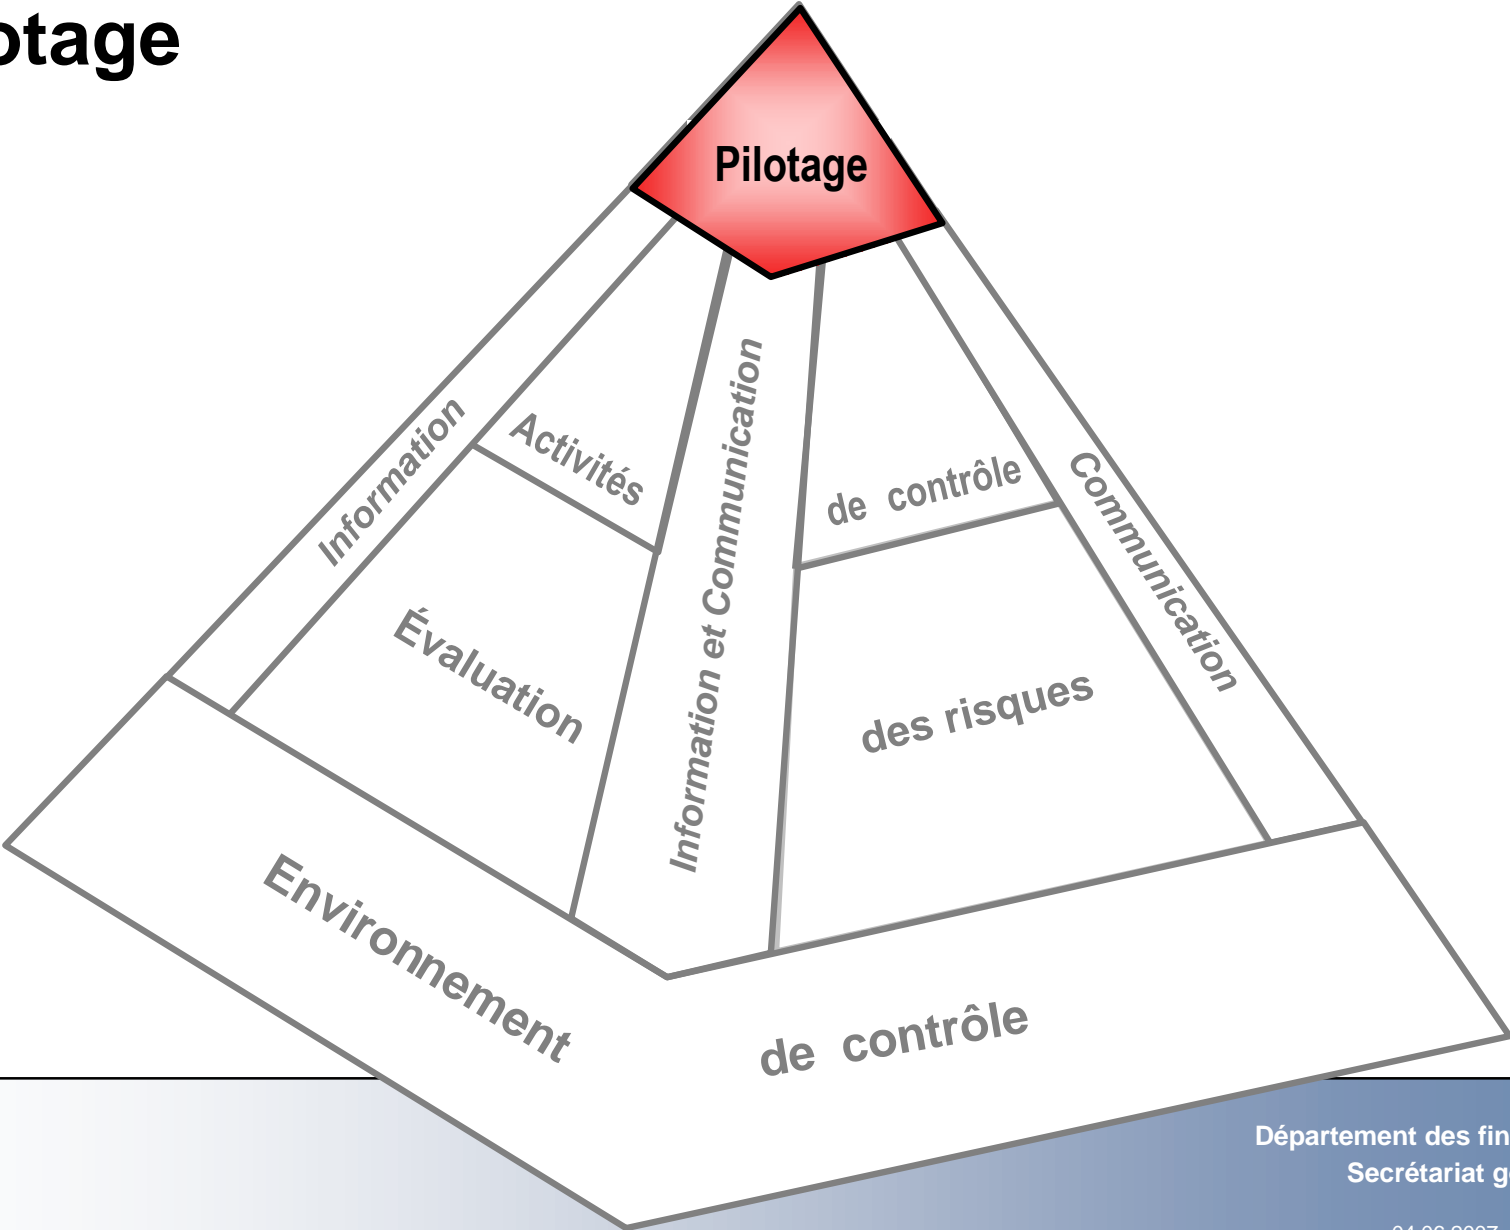 otage
Pilotage
Information
Activités
Information et Communication
de contrôle
Communication
Évaluation
des risques
Environnement
de contrôle
Département des fin
Secrétariat g